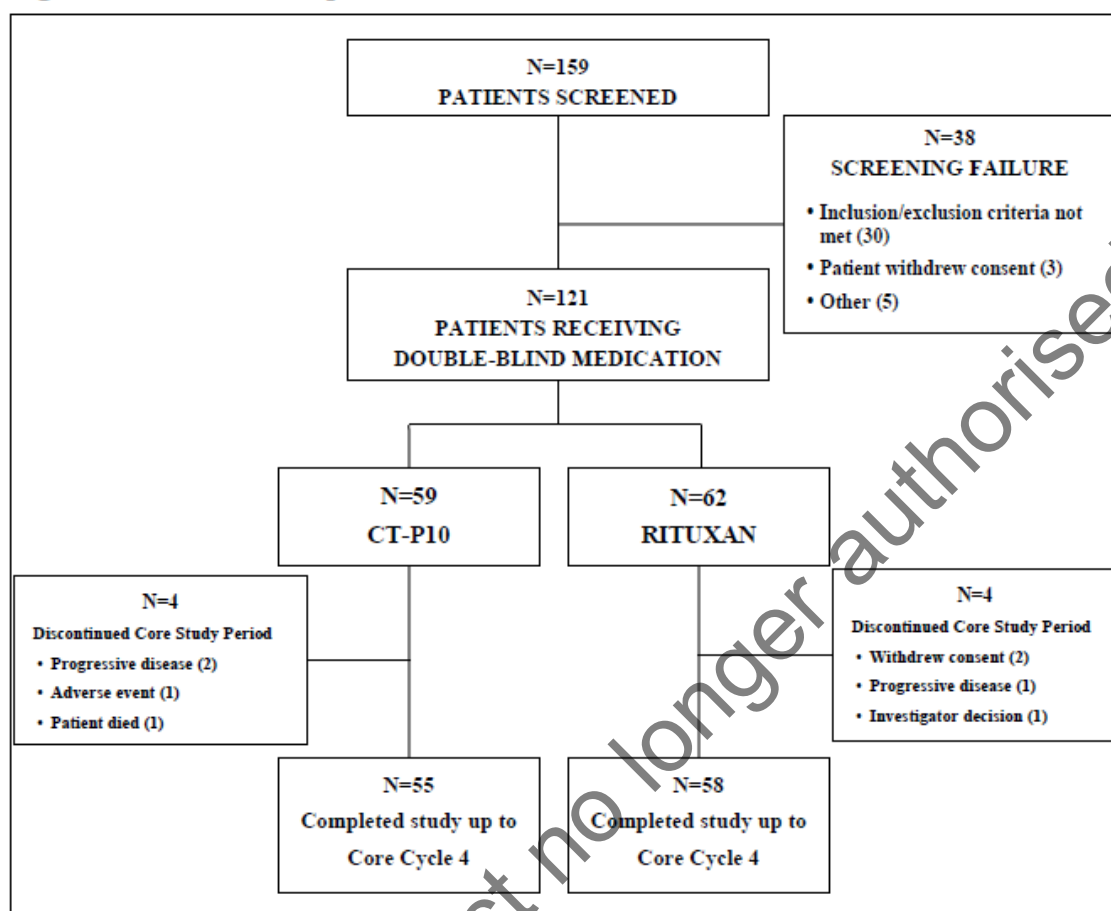 N=159
PATIENTS SCREENED
N=38
SCREENING FAILURE
• Inclusion/exclusion criteria not
met (30)
• Patient withdrew consent (3)
• Other (5)
N=121
PATIENTS RECEIVING
DOUBLE-BLIND MEDICATION
N=59
CT-P10
N=62
RITUXAN
N=4
Discontinued Core Study Period
• Progressive disease (2)
• Adverse event (1)
• Patient died (1)
N=4
Discontinued Core Study Period
• Withdrew consent (2)
• Progressive disease (1)
• Investigator decision (1)
N=55
Completed study up to
Core Cycle 4
N=58
Completed study up to
Core Cycle 4
no longer authorised